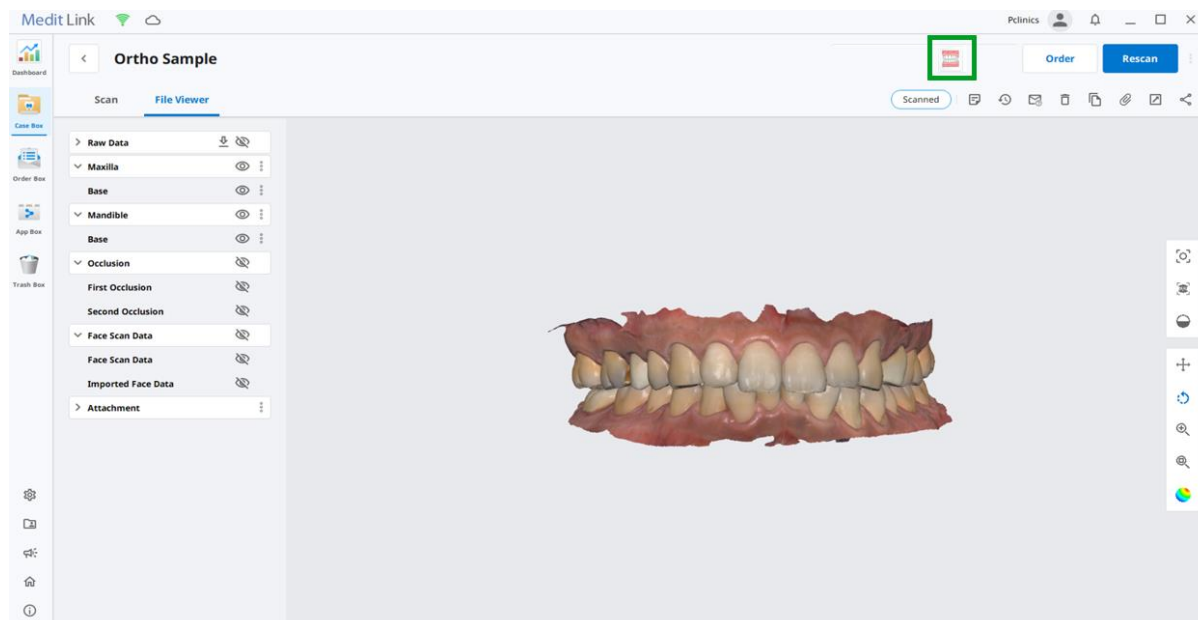 Medit Link
Pclinics
Dashboard
Ortho Sample
Order
Rescan
Scan
File Viewer
Scanned
Case Box
Raw Data
Maxilla
Base
Mandible
Base
Occlusion
First Occlusion
Second Occlusion
Face Scan Data
Face Scan Data
Imported Face Data
Attachment
Order Box
App Box
Trash Box